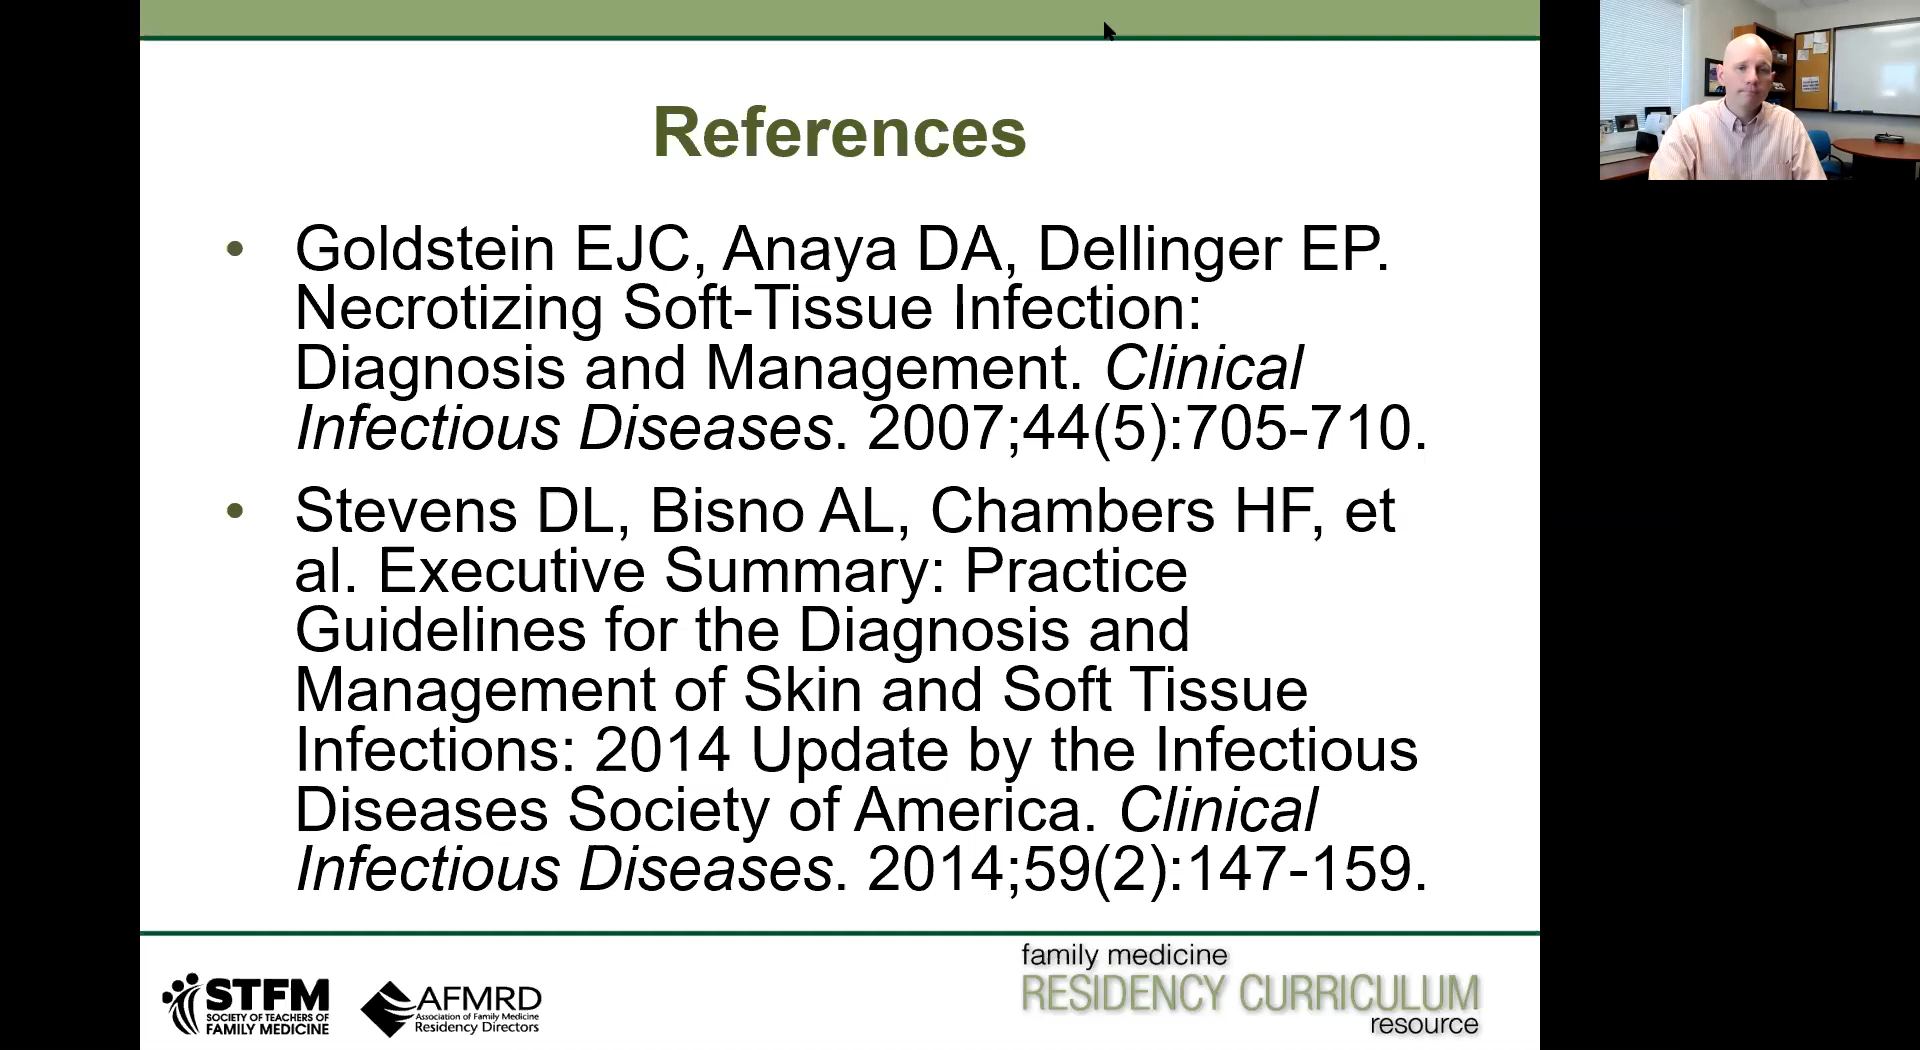 References
• Goldstein EJC, Anaya DA, Dellinger EP.
Necrotizing Soft-Tissue Infection:
Diagnosis and Management. Clinical
Infectious Diseases. 2007;44(5):705-710.
• Stevens DL, Bisno AL, Chambers HF, et
al. Executive Summary: Practice
Guidelines for the Diagnosis and
Management of Skin and Soft Tissue
Infections: 2014 Update by the Infectious
Diseases Society of America. Clinical
Infectious Diseases. 2014;59(2):147-159.
STFM
SOCIETY OF TEACHERS OF
FAMILY MEDICINE
AFMRD
Association of Family Medicine
Residency Directors
family medicine
RESIDENCY CURRICULUM
resource